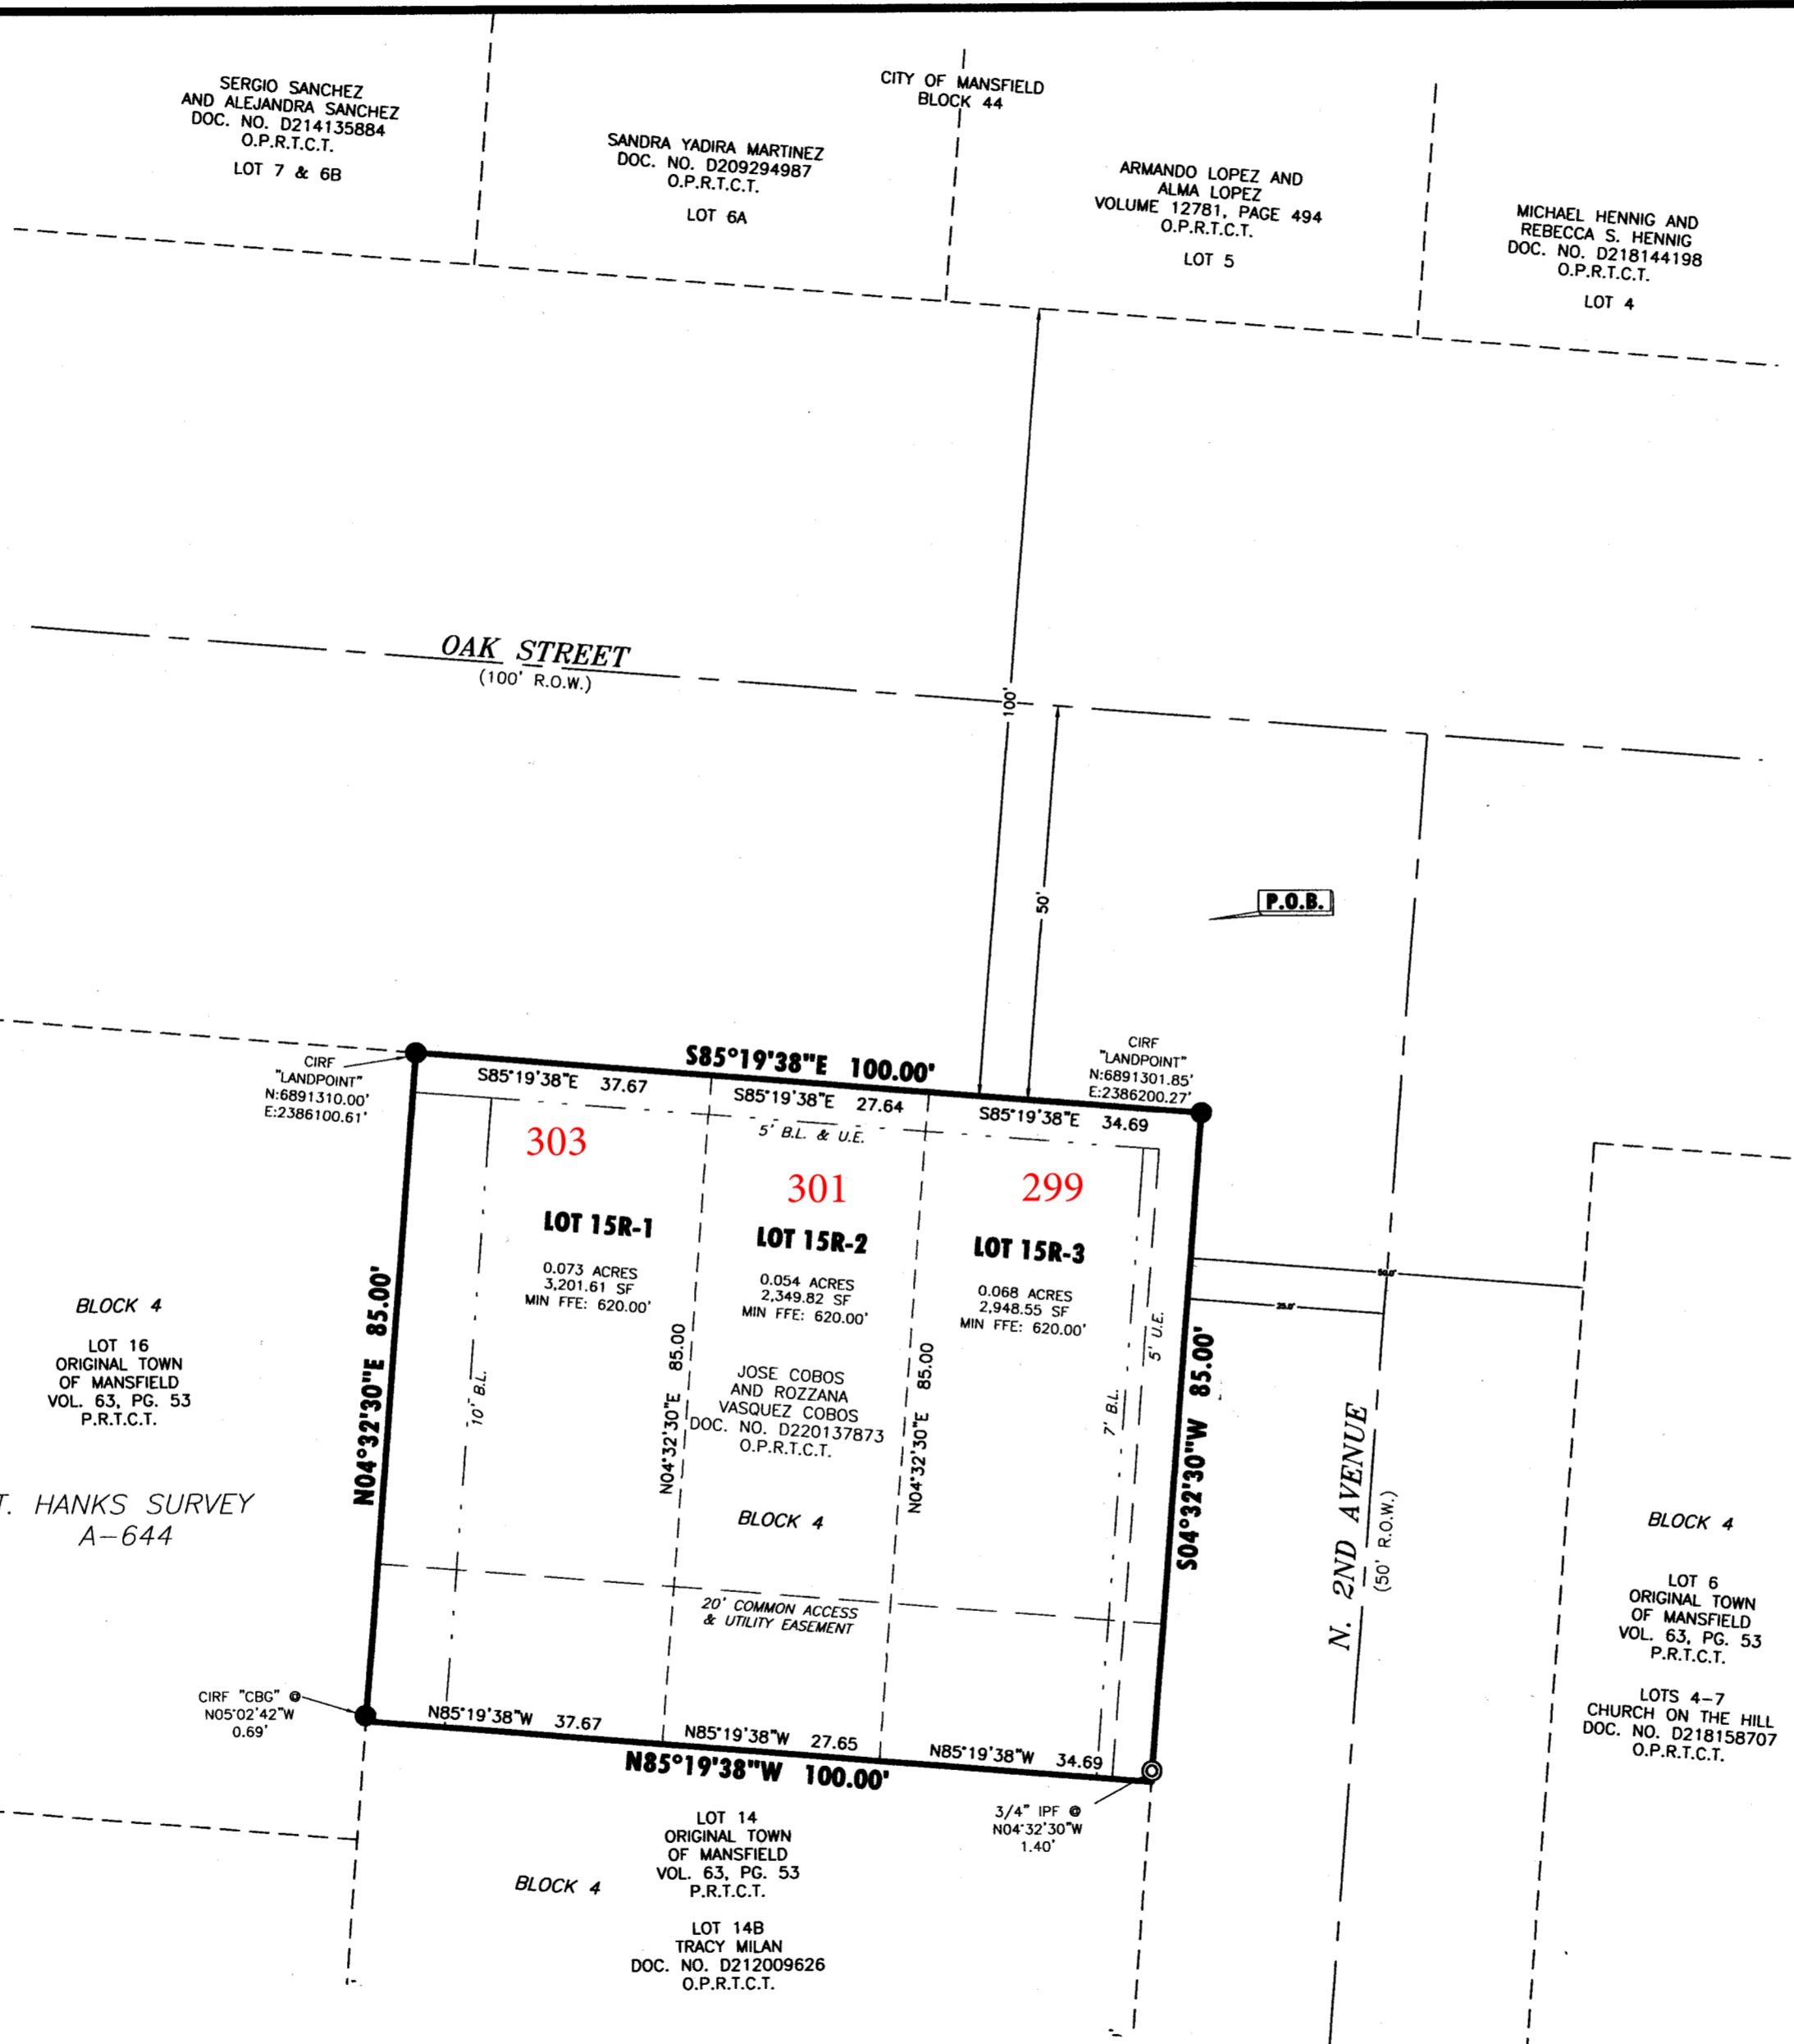 SERGIO SANCHEZ
AND ALEJANDRA SANCHEZ
DOC. NO. D214135884
O.P.R.T.C.T.
LOT 7 & 6B
SANDRA YADIRA MARTINEZ
DOC. NO. D209294987
O.P.R.T.C.T.
LOT 6A
CITY OF MANSFIELD
BLOCK 44
ARMANDO LOPEZ AND
ALMA LOPEZ
VOLUME 12781, PAGE 494
O.P.R.T.C.T.
LOT 5
MICHAEL HENNIG AND
REBECCA S. HENNIG
DOC. NO. D218144198
O.P.R.T.C.T.
LOT 4
OAK STREET
(100' R.O.W.)
100'
50'
P.O.B.
CIRF
"LANDPOINT"
N:6891310.00'
E:2386100.61'
S85°19'38"E 100.00'
CIRF
"LANDPOINT"
N:6891301.85'
E:2386200.27'
S85°19'38"E 37.67
S85°19'38"E 27.64
S85°19'38"E 34.69
5' B.L. & U.E.
303
301
299
LOT 15R-1
0.073 ACRES
3,201.61 SF
MIN FFE: 620.00'
LOT 15R-2
0.054 ACRES
2,349.82 SF
MIN FFE: 620.00'
LOT 15R-3
0.068 ACRES
2,948.55 SF
MIN FFE: 620.00'
50.0'
25.0'
N04°32'30"E 85.00'
10' B.L.
N04°32'30"E 85.00
JOSE COBOS
AND ROZZANA
VASQUEZ COBOS
DOC. NO. D220137873
O.P.R.T.C.T.
BLOCK 4
N04°32'30"E 85.00
7' B.L.
5' U.E.
S04°32'30"W 85.00'
BLOCK 4
LOT 16
ORIGINAL TOWN
OF MANSFIELD
VOL. 63, PG. 53
P.R.T.C.T.
T. HANKS SURVEY
A-644
N. 2ND AVENUE
(50' R.O.W.)
BLOCK 4
LOT 6
ORIGINAL TOWN
OF MANSFIELD
VOL. 63, PG. 53
P.R.T.C.T.
LOTS 4-7
CHURCH ON THE HILL
DOC. NO. D218158707
O.P.R.T.C.T.
20' COMMON ACCESS
& UTILITY EASEMENT
CIRF "CBG" @
N05°02'42"W
0.69'
N85°19'38"W 37.67
N85°19'38"W 27.65
N85°19'38"W 34.69
N85°19'38"W 100.00'
3/4" IPF @
N04°32'30"W
1.40'
LOT 14
ORIGINAL TOWN
OF MANSFIELD
VOL. 63, PG. 53
P.R.T.C.T.
BLOCK 4
LOT 14B
TRACY MILAN
DOC. NO. D212009626
O.P.R.T.C.T.